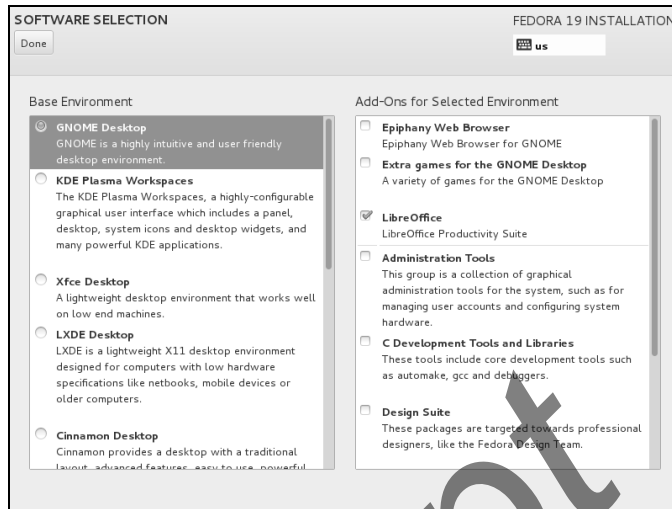 SOFTWARE SELECTION
FEDORA 19 INSTALLATION
Done
us
Base Environment
GNOME Desktop
GNOME is a highly intuitive and user friendly
desktop environment.
KDE Plasma Workspaces
The KDE Plasma Workspaces, a highly-configurable
graphical user interface which includes a panel,
desktop, system icons and desktop widgets, and
many powerful KDE applications.
Xfce Desktop
A lightweight desktop environment that works well
on low end machines.
LXDE Desktop
LXDE is a lightweight X11 desktop environment
designed for computers with low hardware
specifications like netbooks, mobile devices or
older computers.
Cinnamon Desktop
Cinnamon provides a desktop with a traditional
layout, advanced features, easy to use, powerful
Add-Ons for Selected Environment
Epiphany Web Browser
Epiphany Web Browser for GNOME
Extra games for the GNOME Desktop
A variety of games for the GNOME Desktop
LibreOffice
LibreOffice Productivity Suite
Administration Tools
This group is a collection of graphical
administration tools for the system, such as for
managing user accounts and configuring system
hardware.
C Development Tools and Libraries
These tools include core development tools such
as automake, gcc and debuggers.
Design Suite
These packages are targeted towards professional
designers, like the Fedora Design Team.